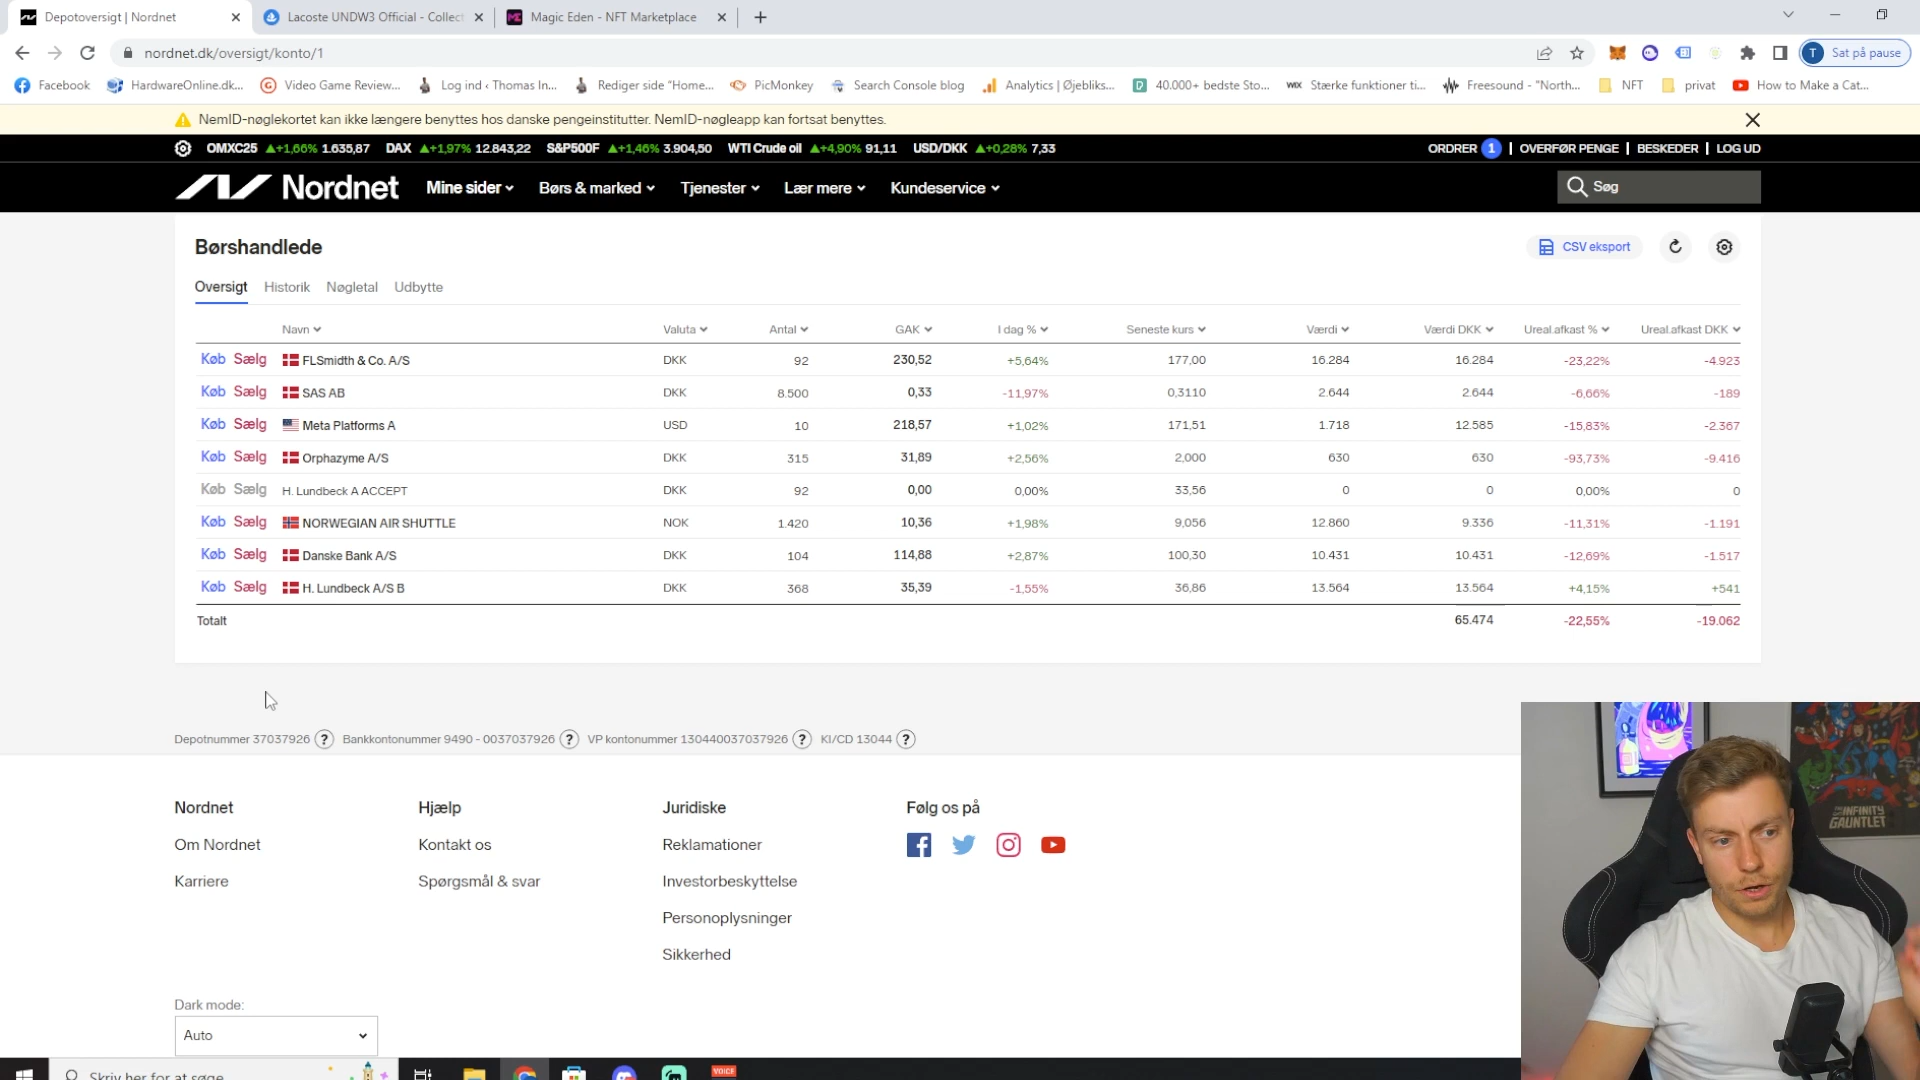 Depotoversigt | Nordnet
Lacoste UNDW3 Official - Collect
Magic Eden - NFT Marketplace
nordnet.dk/oversigt/konto/1
T Sat på pause
Facebook HardwareOnline.dk... Video Game Review... Log ind ‹ Thomas In... Rediger side "Home... PicMonkey Search Console blog Analytics | Øjebliks... 40.000+ bedste Sto... WIX Stærke funktioner ti... Freesound - "North... NFT privat How to Make a Cat...
NemID-nøglekortet kan ikke længere benyttes hos danske pengeinstitutter. NemID-nøgleapp kan fortsat benyttes.
OMXC25 ▲+1,66% 1.635,87 DAX ▲+1,97% 12.843,22 S&P500F ▲+1,46% 3.904,50 WTI Crude oil ▲+4,90% 91,11 USD/DKK ▲+0,28% 7,33
ORDRER 1 | OVERFØR PENGE | BESKEDER | LOG UD
Nordnet Mine sider Børs & marked Tjenester Lær mere Kundeservice Søg
Børshandlede
CSV eksport
Oversigt Historik Nøgletal Udbytte
Navn Valuta Antal GAK I dag % Seneste kurs Værdi Værdi DKK Ureal.afkast % Ureal.afkast DKK
Køb Sælg FLSmidth & Co. A/S DKK 92 230,52 +5,64% 177,00 16.284 16.284 -23,22% -4.923
Køb Sælg SAS AB DKK 8.500 0,33 -11,97% 0,3110 2.644 2.644 -6,66% -189
Køb Sælg Meta Platforms A USD 10 218,57 +1,02% 171,51 1.718 12.585 -15,83% -2.367
Køb Sælg Orphazyme A/S DKK 315 31,89 +2,56% 2,000 630 630 -93,73% -9.416
Køb Sælg H. Lundbeck A ACCEPT DKK 92 0,00 0,00% 33,56 0 0 0,00% 0
Køb Sælg NORWEGIAN AIR SHUTTLE NOK 1.420 10,36 +1,98% 9,056 12.860 9.336 -11,31% -1.191
Køb Sælg Danske Bank A/S DKK 104 114,88 +2,87% 100,30 10.431 10.431 -12,69% -1.517
Køb Sælg H. Lundbeck A/S B DKK 368 35,39 -1,55% 36,86 13.564 13.564 +4,15% +541
Totalt 65.474 -22,55% -19.062
Depotnummer 37037926 ? Bankkontonummer 9490 - 0037037926 ? VP kontonummer 130440037037926 ? KI/CD 13044 ?
Nordnet
Om Nordnet
Karriere
Hjælp
Kontakt os
Spørgsmål & svar
Juridiske
Reklamationer
Investorbeskyttelse
Personoplysninger
Sikkerhed
Følg os på
Dark mode:
Auto
Skriv her for at søge
VOICE
INFINITY
GAUNTLET